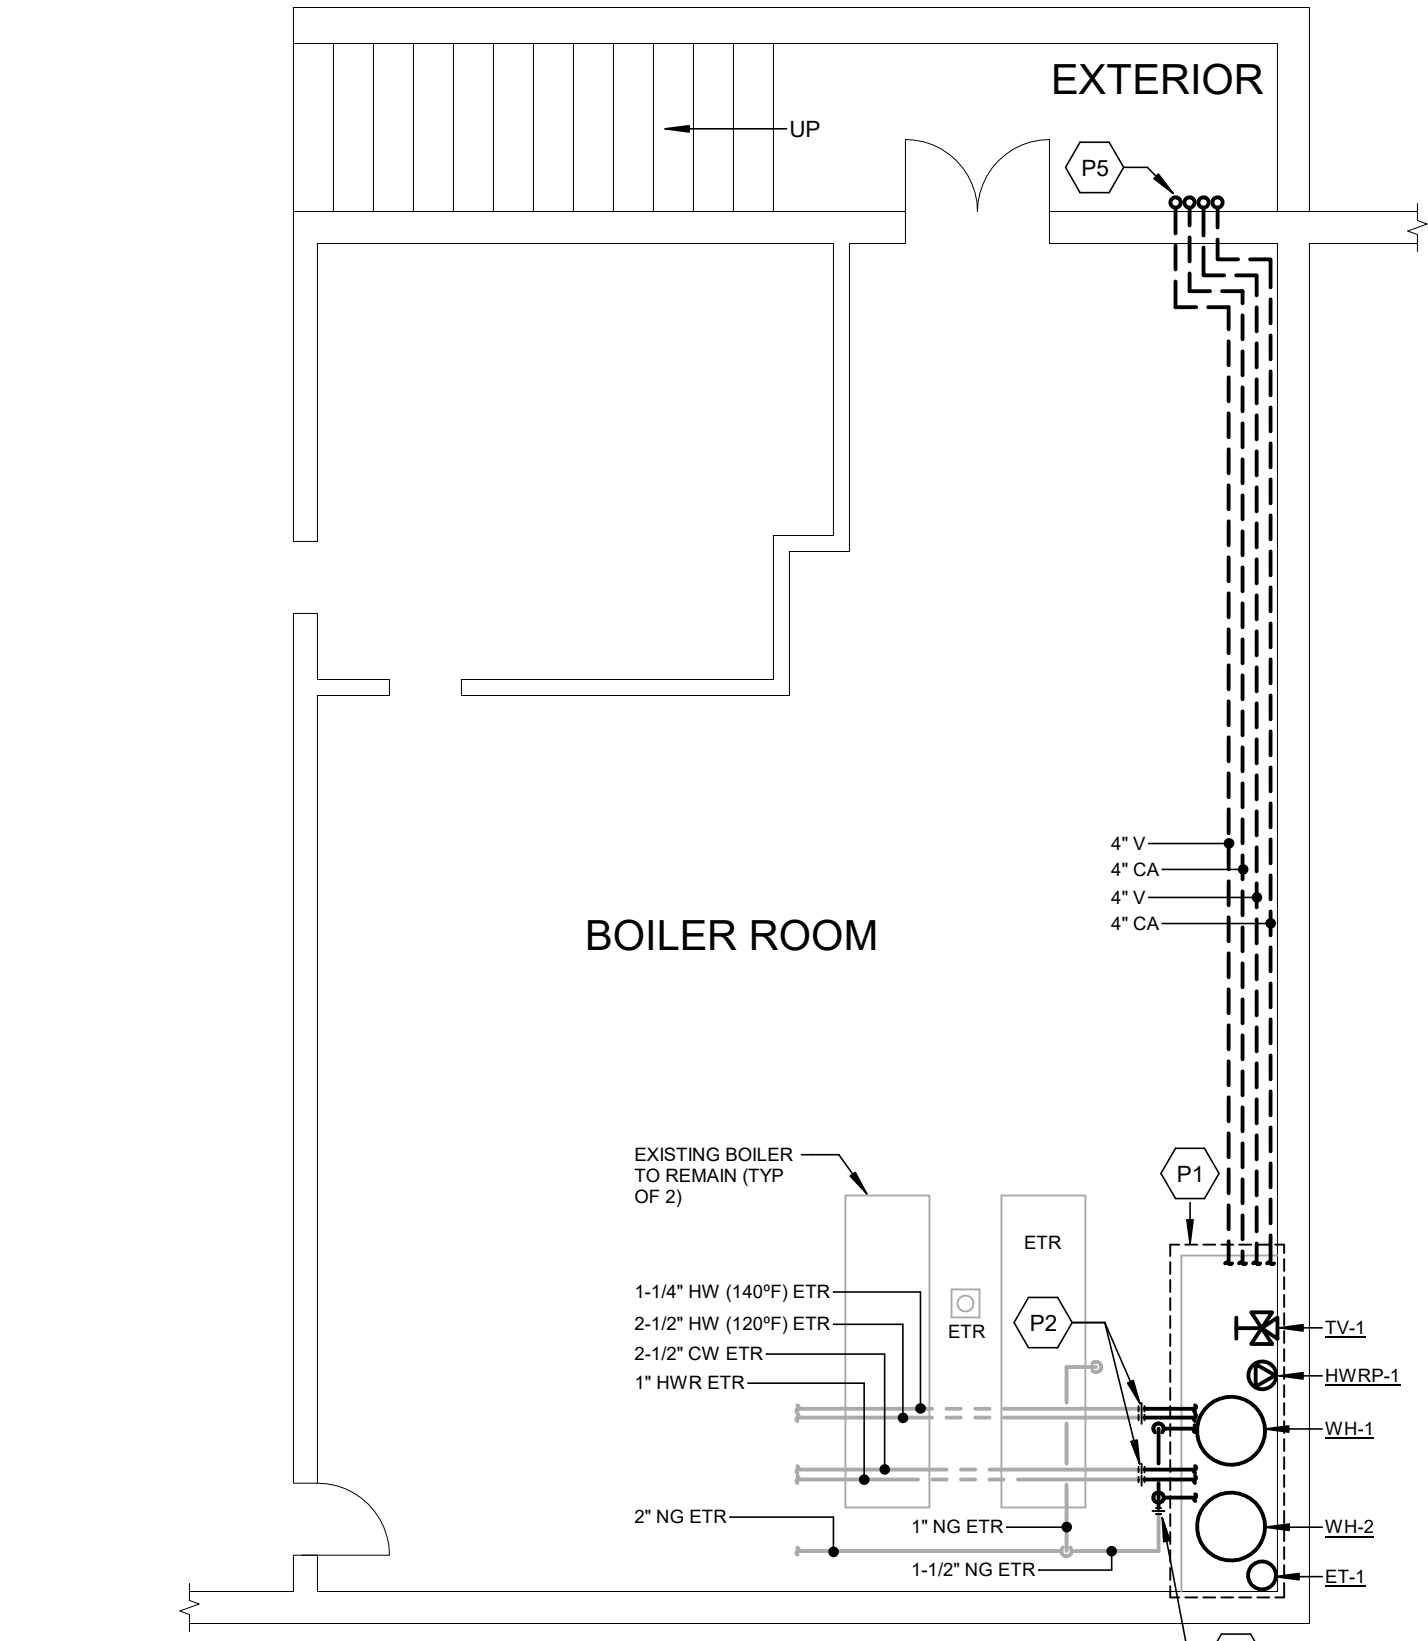 EXTERIOR
UP
P5
4" V
4" CA
4" V
4" CA
BOILER ROOM
EXISTING BOILER
TO REMAIN (TYP
OF 2)
P1
ETR
1-1/4" HW (140ºF) ETR
2-1/2" HW (120ºF) ETR
2-1/2" CW ETR
1" HWR ETR
ETR
P2
TV-1
HWRP-1
WH-1
2" NG ETR
1" NG ETR
1-1/2" NG ETR
WH-2
ET-1